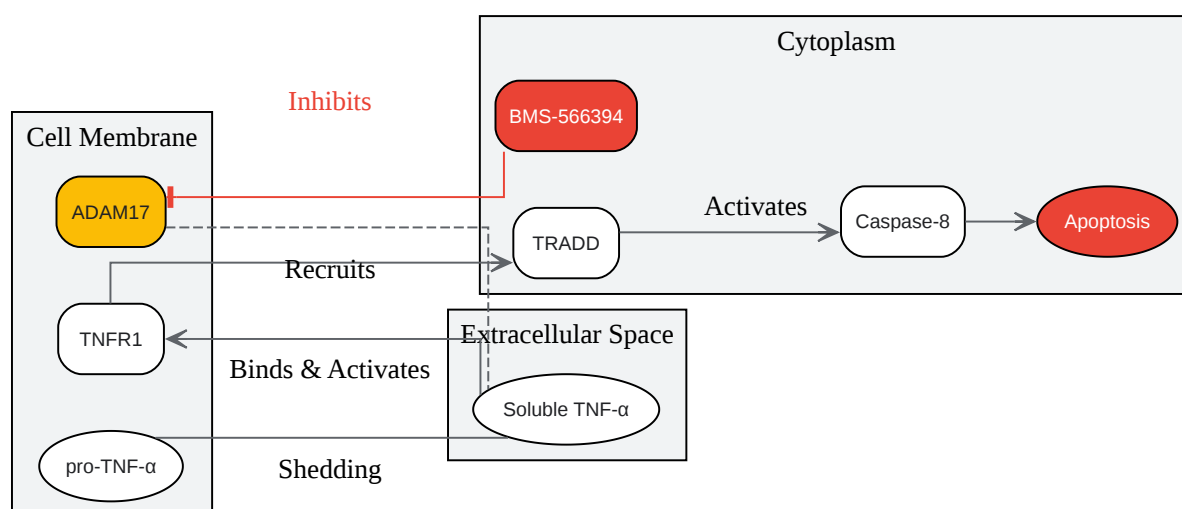 Cytoplasm
BMS-566394
Inhibits
Cell Membrane
ADAM17
Activates
Caspase-8
Apoptosis
TRADD
Recruits
TNFR1
Extracellular Space
Binds & Activates
Soluble TNF-α
pro-TNF-α
Shedding